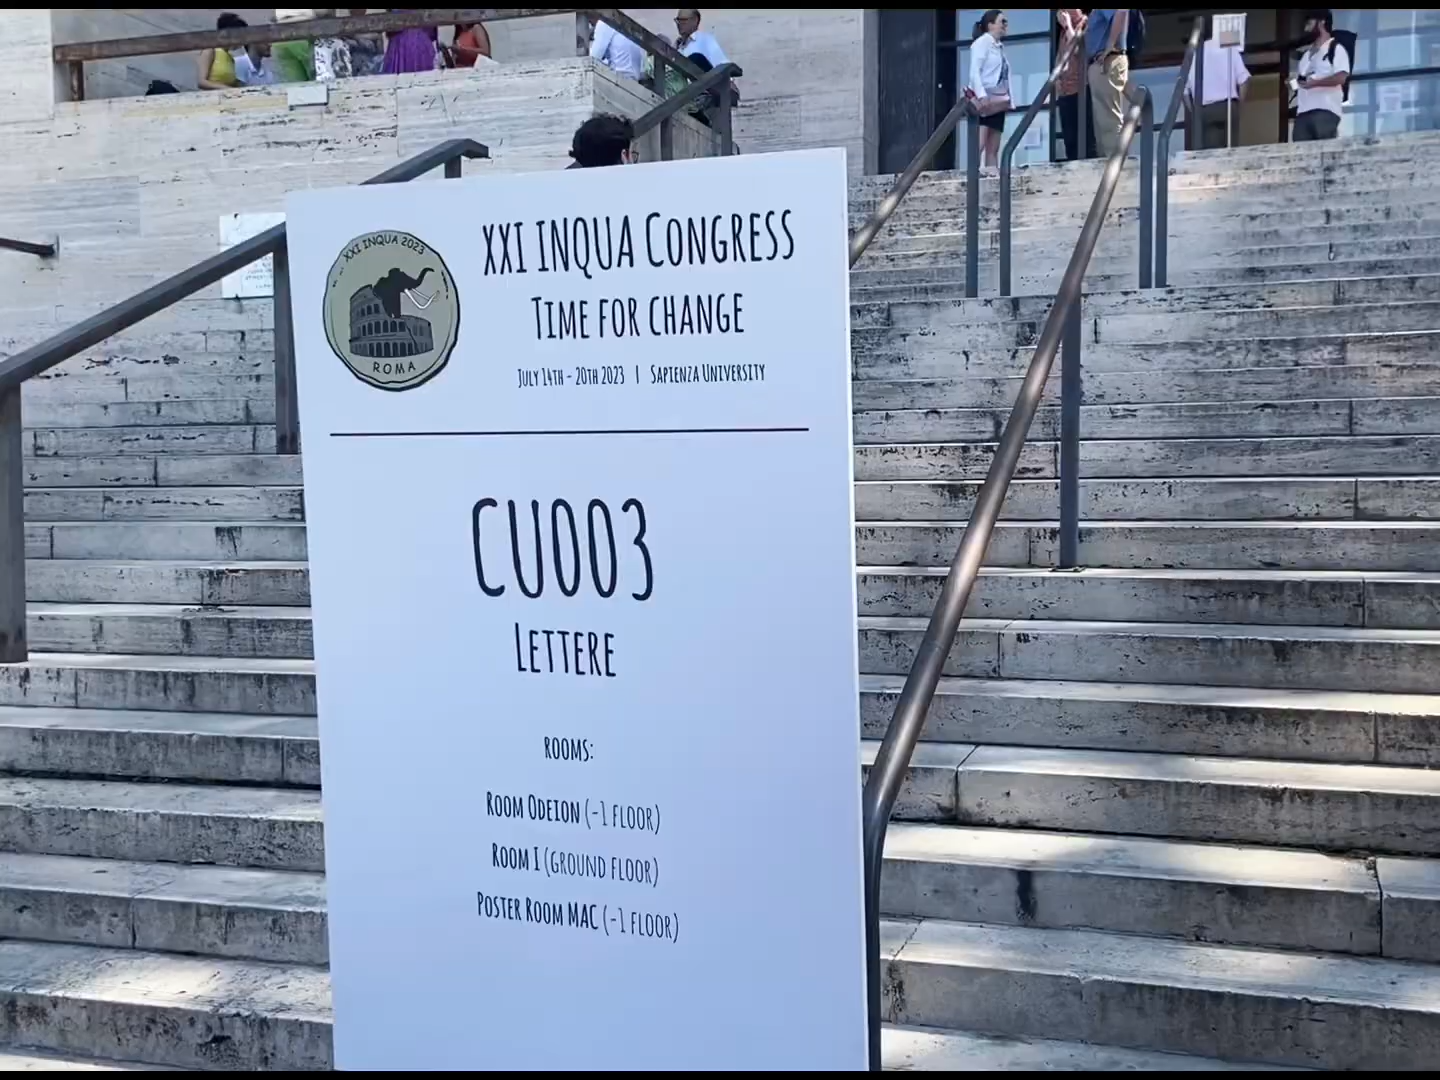 XXI INQUA 2023
ROMA
XXI INQUA CONGRESS
TIME FOR CHANGE
JULY 14TH - 20TH 2023 | SAPIENZA UNIVERSITY
CU003
LETTERE
ROOMS:
ROOM ODEION (-1 FLOOR)
ROOM I (GROUND FLOOR)
POSTER ROOM MAC (-1 FLOOR)